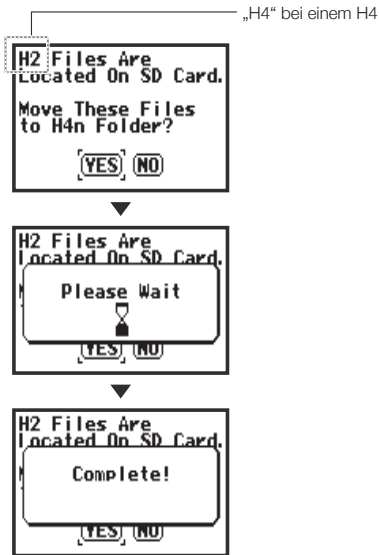 „H4“ bei einem H4
H2 Files Are
Located On SD Card.
Move These Files
to H4n Folder?
YES NO
H2 Files Are
Located On SD Card.
Please Wait
YES NO
H2 Files Are
Located On SD Card.
Complete!
YES NO